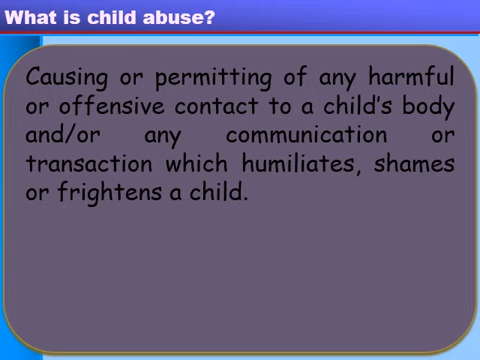 What is child abuse?
Causing or permitting of any harmful
or offensive contact to a child's body
and/or any communication or
transaction which humiliates, shames
or frightens a child.